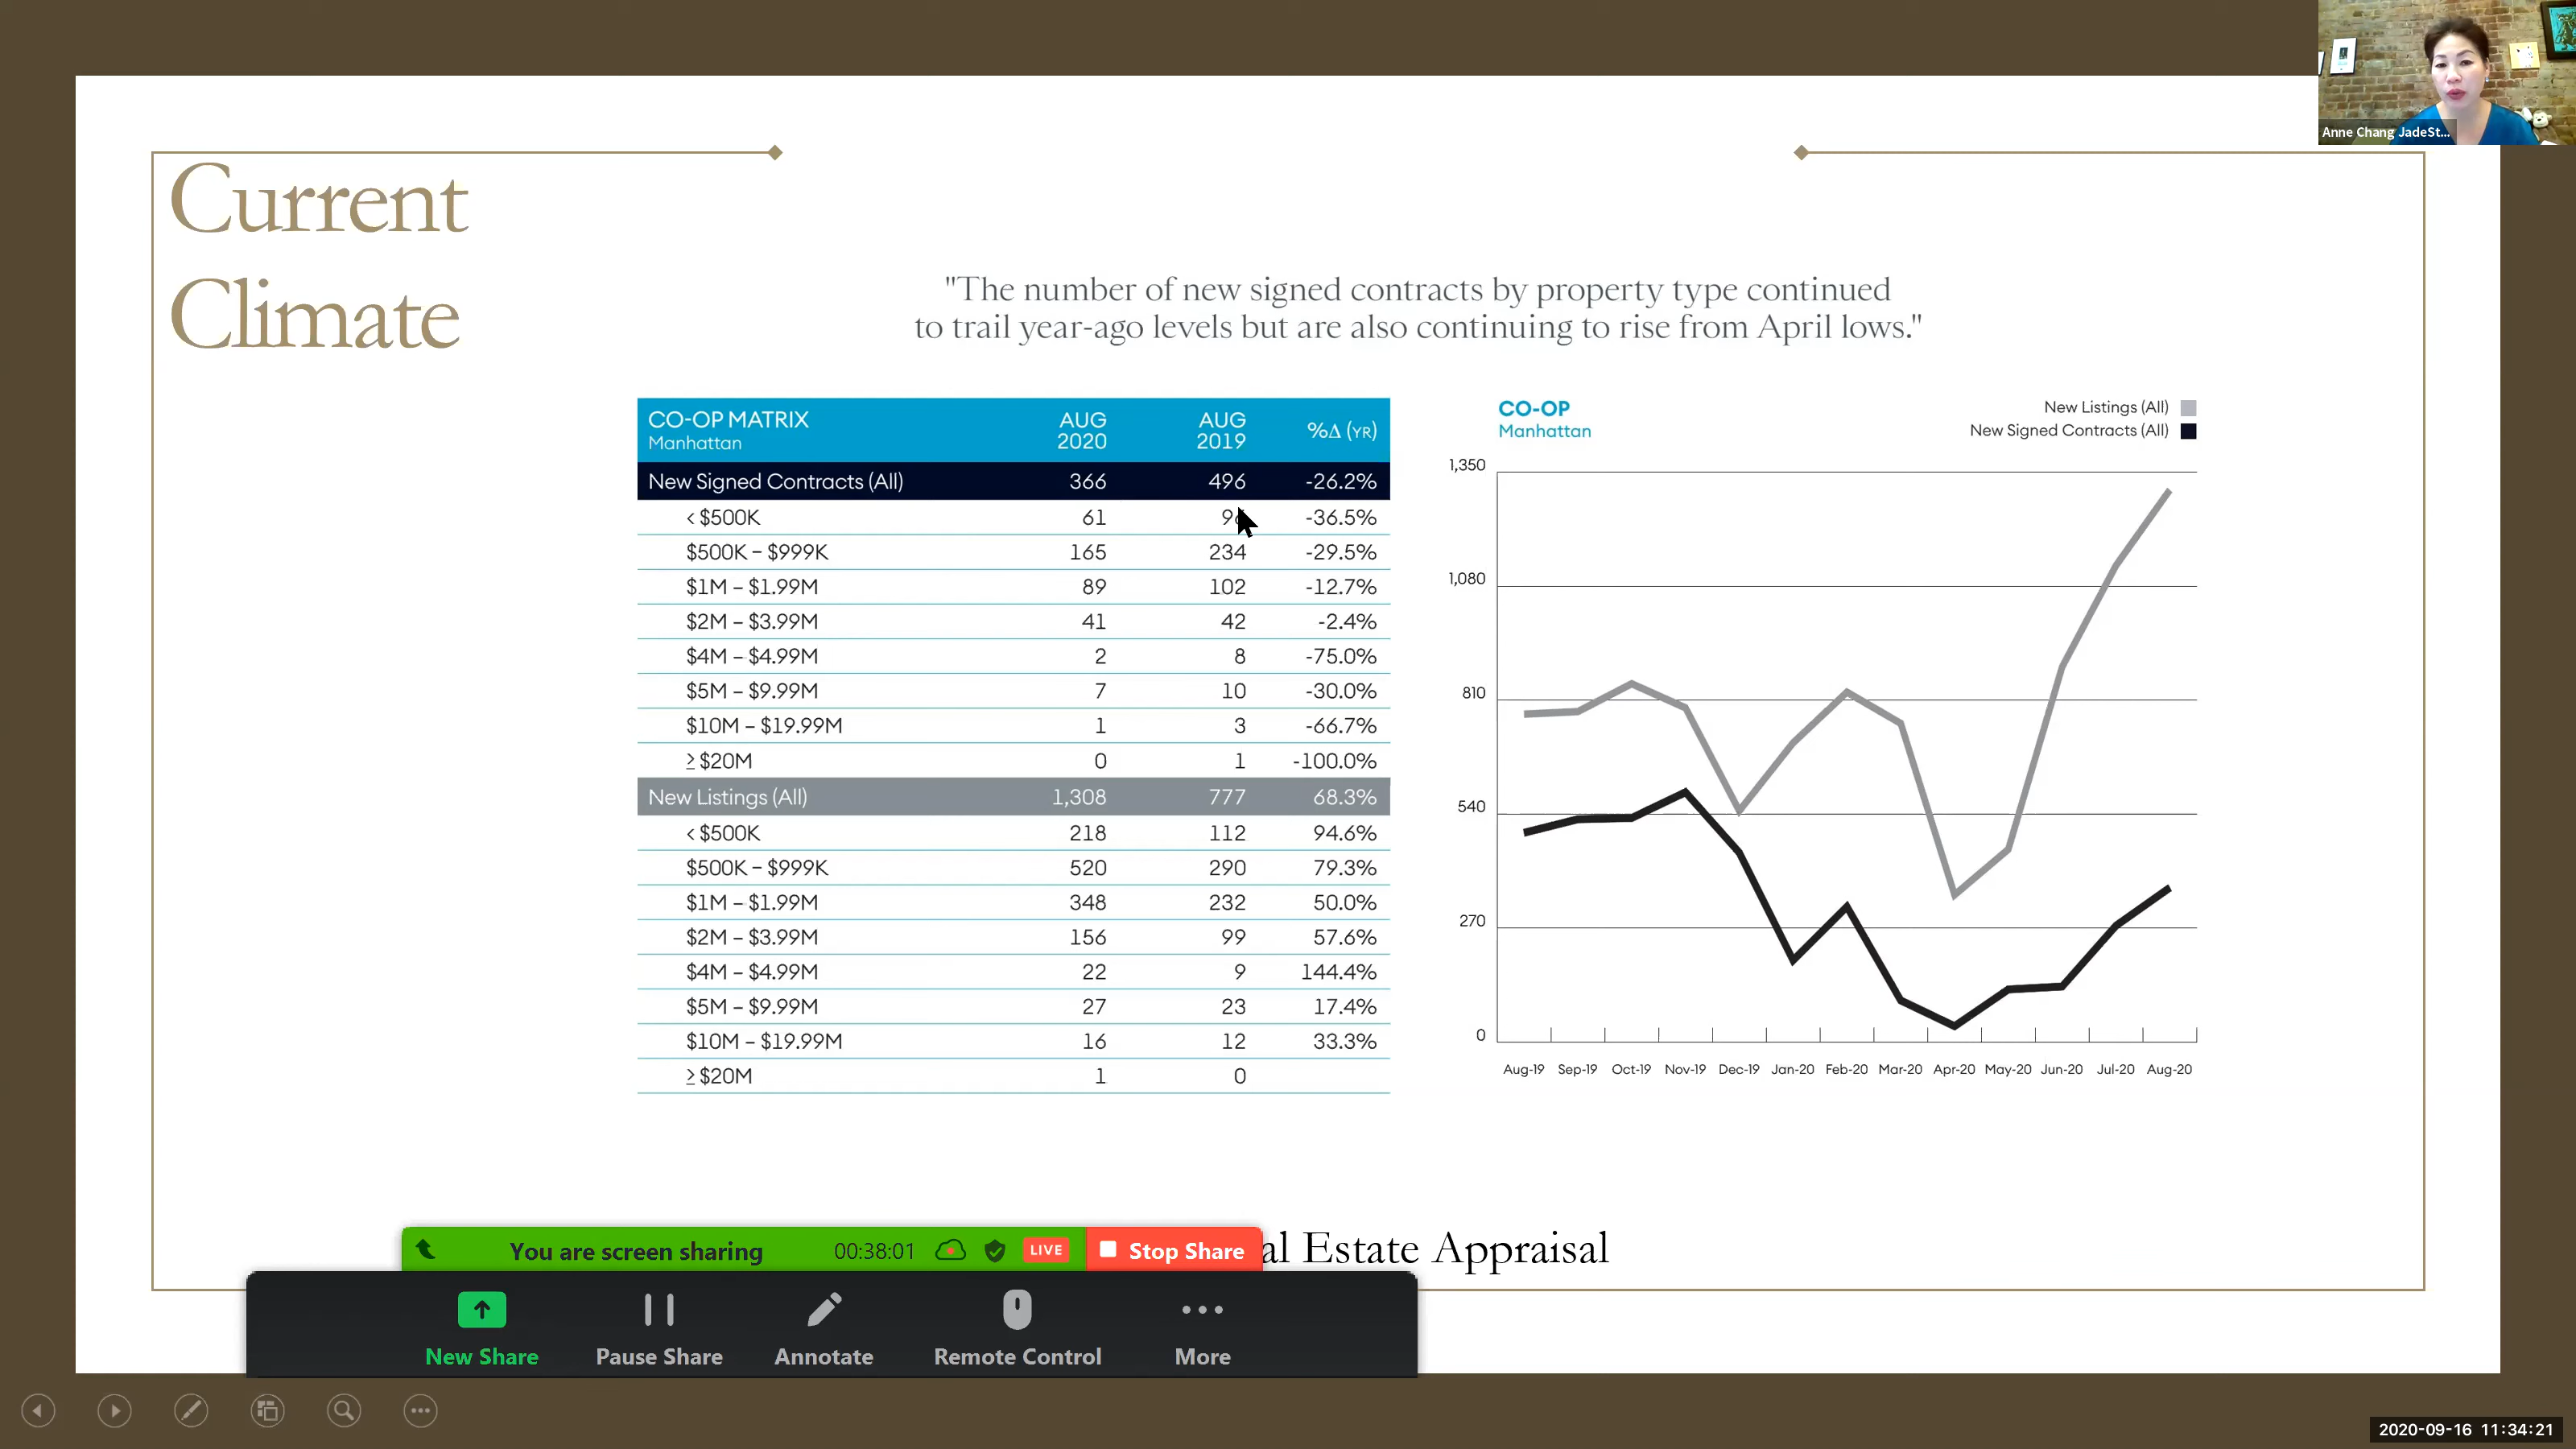 Anne Chang JadeSt...
Current
Climate
"The number of new signed contracts by property type continued
to trail year-ago levels but are also continuing to rise from April lows."
CO-OP MATRIX AUG AUG %Δ (YR)
Manhattan 2020 2019
New Signed Contracts (All) 366 496 -26.2%
< $500K 61 -36.5%
$500K – $999K 165 234 -29.5%
$1M – $1.99M 89 102 -12.7%
$2M – $3.99M 41 42 -2.4%
$4M – $4.99M 2 8 -75.0%
$5M – $9.99M 7 10 -30.0%
$10M – $19.99M 1 3 -66.7%
≥ $20M 0 1 -100.0%
New Listings (All) 1,308 777 68.3%
< $500K 218 112 94.6%
$500K – $999K 520 290 79.3%
$1M – $1.99M 348 232 50.0%
$2M – $3.99M 156 99 57.6%
$4M – $4.99M 22 9 144.4%
$5M – $9.99M 27 23 17.4%
$10M – $19.99M 16 12 33.3%
≥ $20M 1 0
CO-OP
Manhattan
New Listings (All)
New Signed Contracts (All)
1,350
1,080
810
540
270
0
Aug-19 Sep-19 Oct-19 Nov-19 Dec-19 Jan-20 Feb-20 Mar-20 Apr-20 May-20 Jun-20 Jul-20 Aug-20
al Estate Appraisal
You are screen sharing 00:38:01 LIVE Stop Share
New Share Pause Share Annotate Remote Control More
2020-09-16 11:34:21